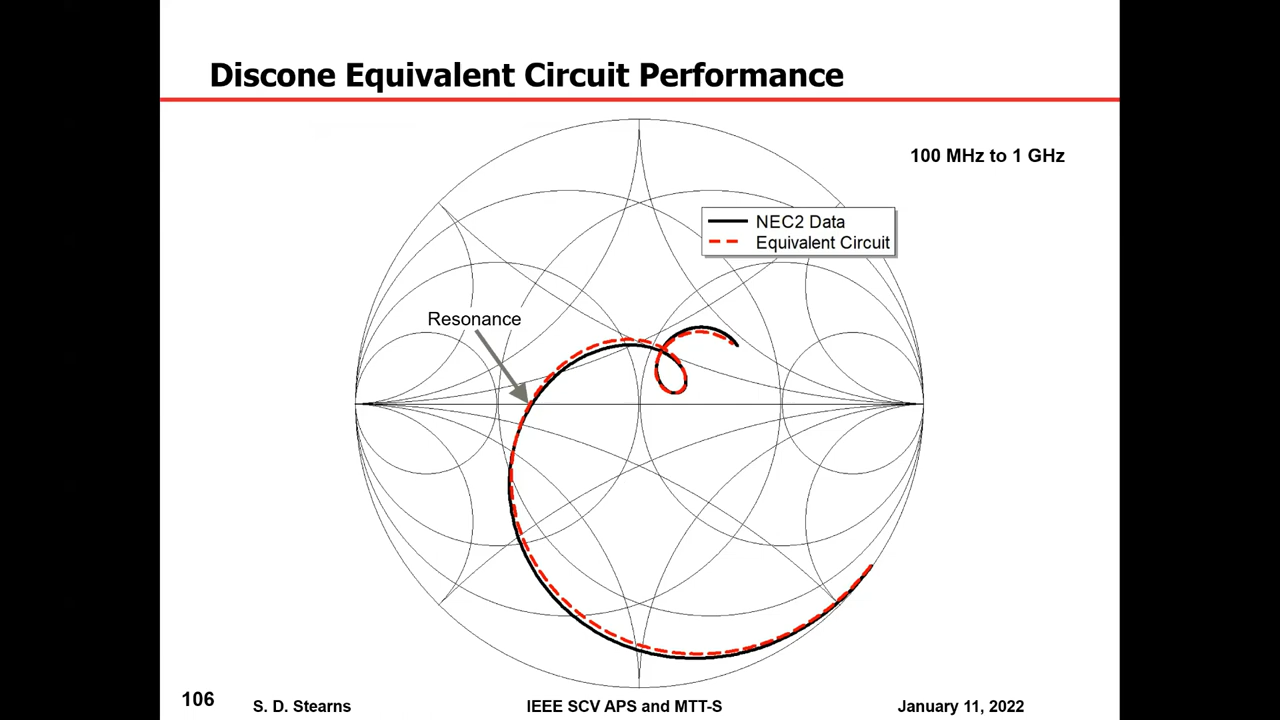 Discone Equivalent Circuit Performance
100 MHz to 1 GHz
NEC2 Data
Equivalent Circuit
Resonance
106
S. D. Stearns
IEEE SCV APS and MTT-S
January 11, 2022